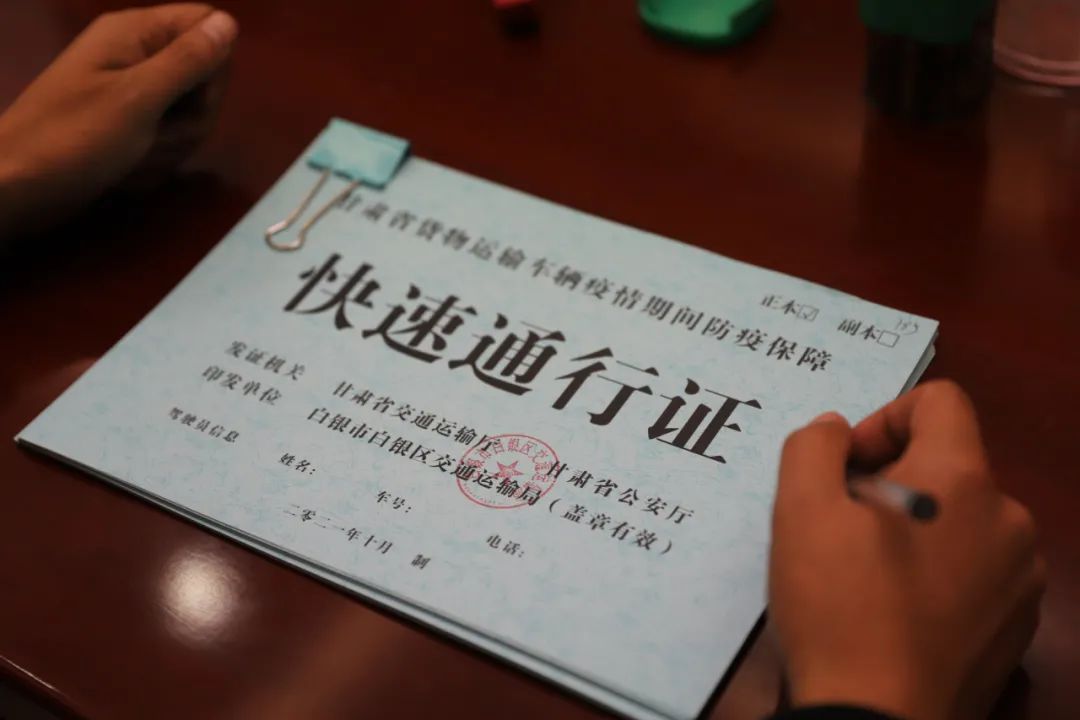 甘肃省货物运输车辆疫情期间防疫保障
正本☑ 副本□
快速通行证
发证机关 甘肃省交通运输厅 甘肃省公安厅
印发单位 白银市白银区交通运输局（盖章有效）
驾驶员信息
姓名： 车号： 电话：
二零二一年十月 制